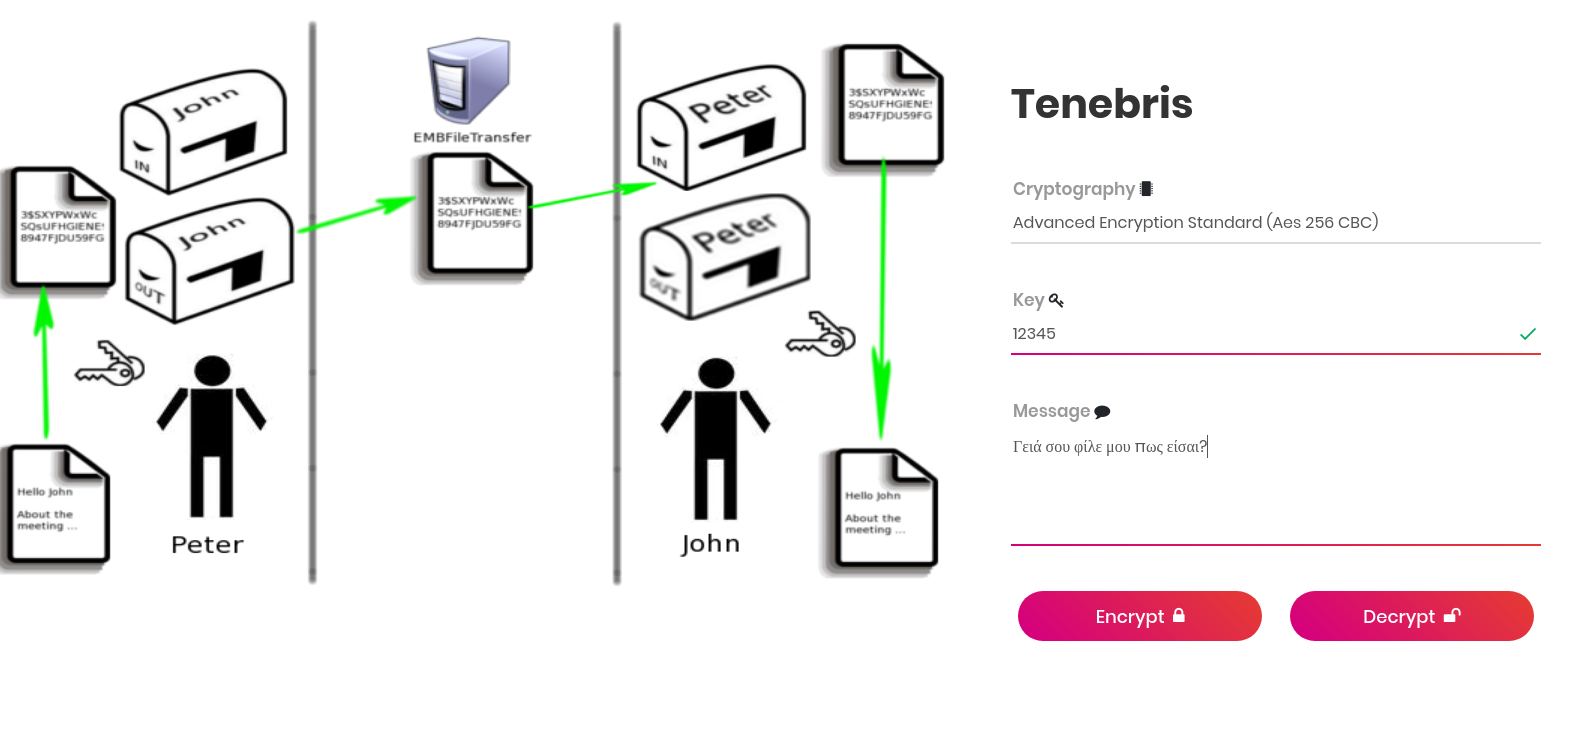 John
IN
John
OUT
3$SXYPWxWc
SQsUFHGIENE
8947FJDU59FG
Hello John
About the
meeting ...
Peter
EMBFileTransfer
3$SXYPWxWc
SQsUFHGIENE
8947FJDU59FG
Peter
IN
Peter
OUT
3$SXYPWxWc
SQsUFHGIENE
8947FJDU59FG
John
Hello John
About the
meeting ...
Tenebris
Cryptography
Advanced Encryption Standard (Aes 256 CBC)
Key
12345
Message
Γειά σου φίλε μου πως είσαι?
Encrypt
Decrypt